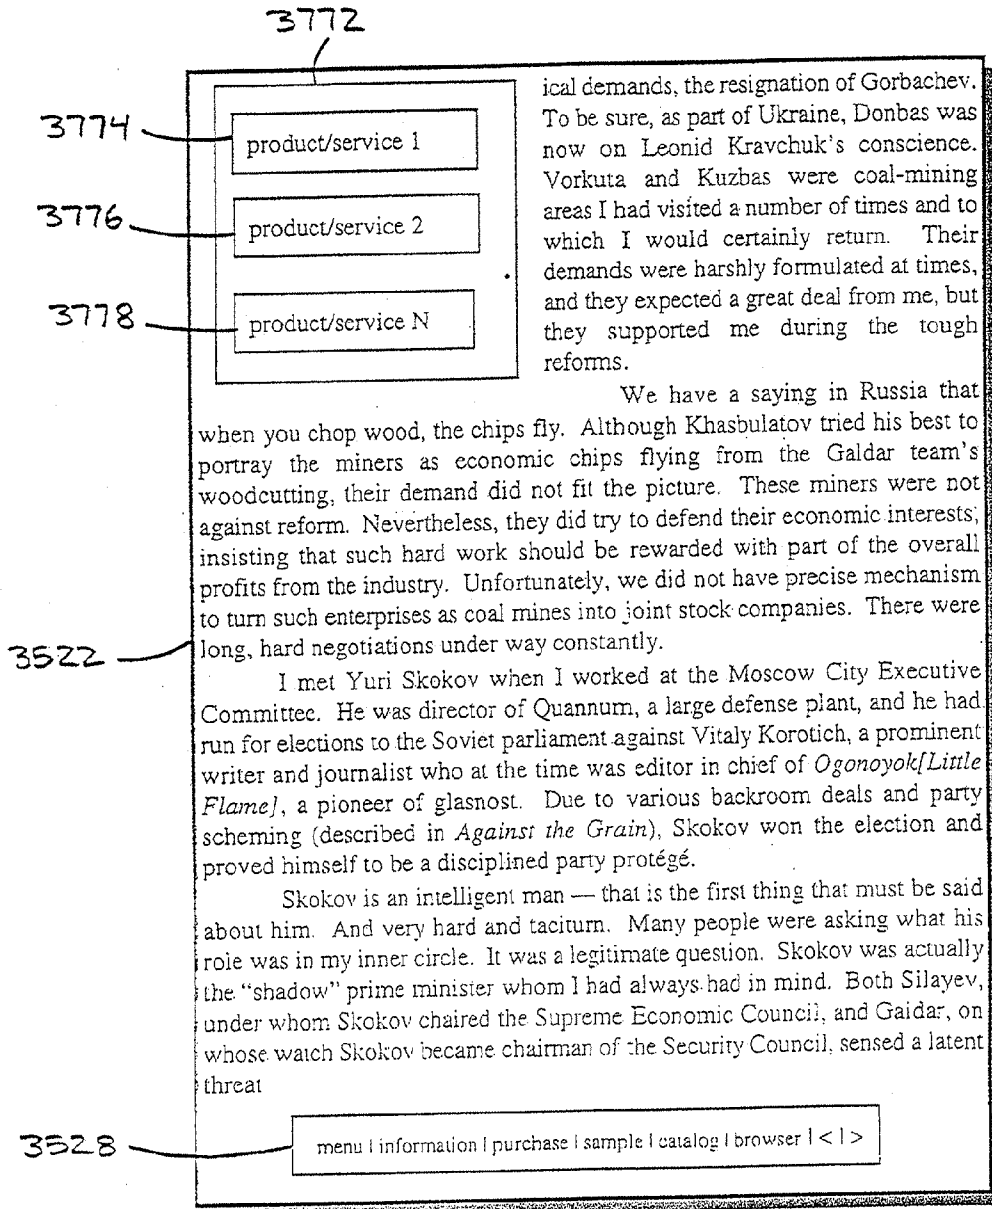 3772
3774
product/service 1
3776
product/service 2
3778
product/service N
ical demands, the resignation of Gorbachev.
To be sure, as part of Ukraine, Donbas was
now on Leonid Kravchuk's conscience.
Vorkuta and Kuzbas were coal-mining
areas I had visited a number of times and to
which I would certainly return. Their
demands were harshly formulated at times,
and they expected a great deal from me, but
they supported me during the tough
reforms.
We have a saying in Russia that
when you chop wood, the chips fly. Although Khasbulatov tried his best to
portray the miners as economic chips flying from the Galdar team's
woodcutting, their demand did not fit the picture. These miners were not
against reform. Nevertheless, they did try to defend their economic interests,
insisting that such hard work should be rewarded with part of the overall
profits from the industry. Unfortunately, we did not have precise mechanism
to turn such enterprises as coal mines into joint stock companies. There were
long, hard negotiations under way constantly.
3522
I met Yuri Skokov when I worked at the Moscow City Executive
Committee. He was director of Quannum, a large defense plant, and he had
run for elections to the Soviet parliament against Vitaly Korotich, a prominent
writer and journalist who at the time was editor in chief of Ogonoyok[Little
Flame], a pioneer of glasnost. Due to various backroom deals and party
scheming (described in Against the Grain), Skokov won the election and
proved himself to be a disciplined party protégé.
Skokov is an intelligent man — that is the first thing that must be said
about him. And very hard and taciturn. Many people were asking what his
role was in my inner circle. It was a legitimate question. Skokov was actually
the "shadow" prime minister whom I had always had in mind. Both Silayev,
under whom Skokov chaired the Supreme Economic Council, and Gaidar, on
whose watch Skokov became chairman of the Security Council, sensed a latent
threat
3528
menu | information | purchase | sample | catalog | browser | < | >